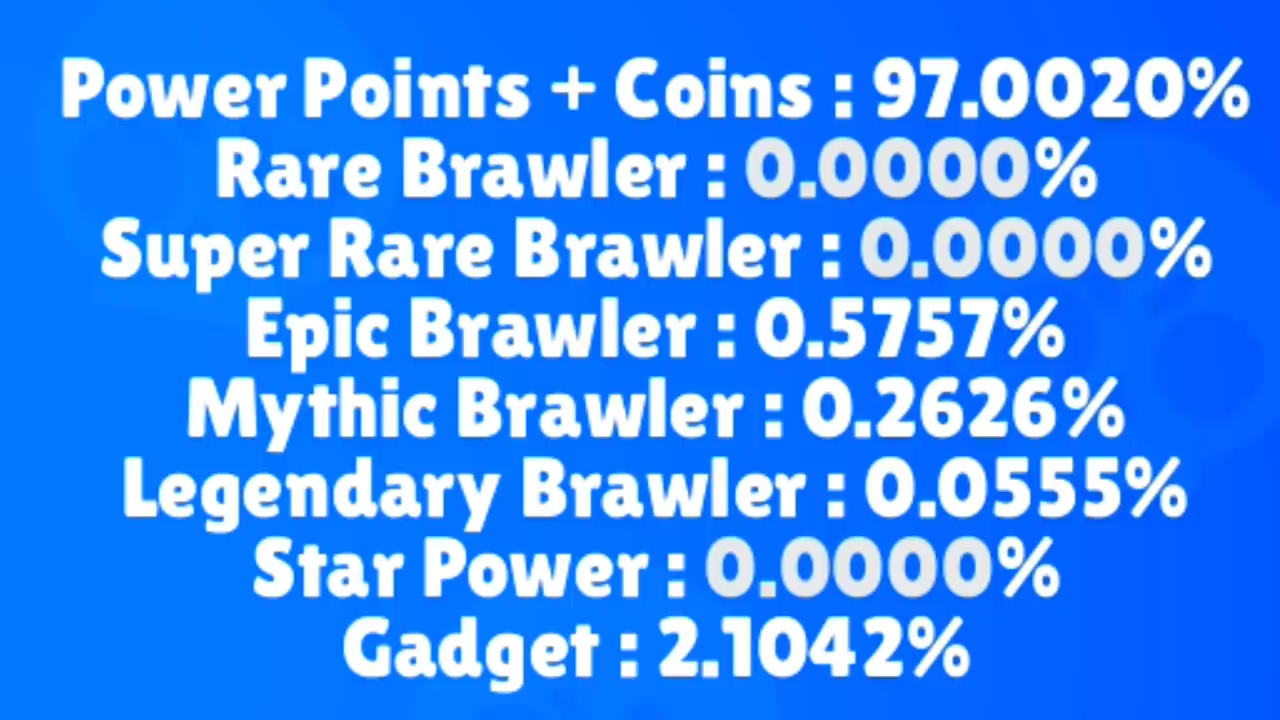 Power Points + Coins : 97.0020%
Rare Brawler : 0.0000%
Super Rare Brawler : 0.0000%
Epic Brawler : 0.5757%
Mythic Brawler : 0.2626%
Legendary Brawler : 0.0555%
Star Power : 0.0000%
Gadget : 2.1042%